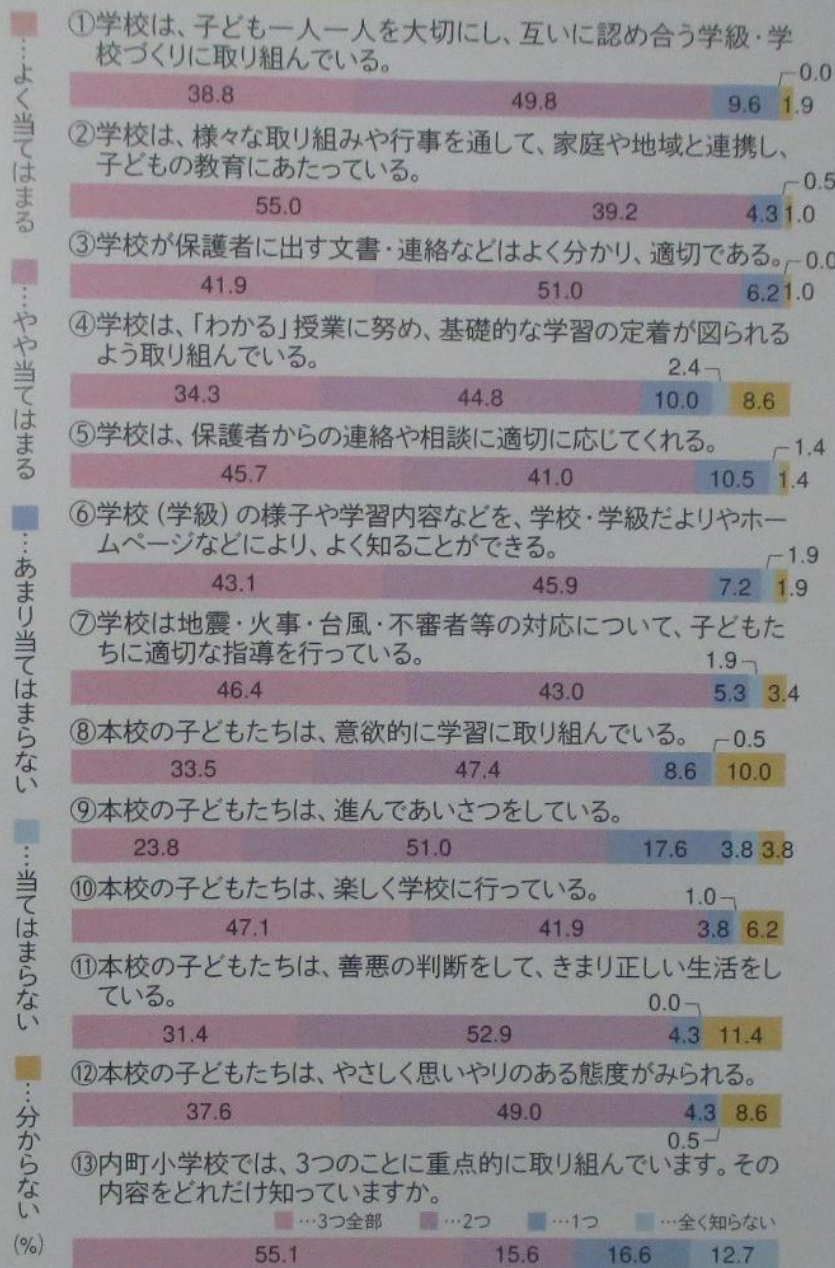 …よく当てはまる
…やや当てはまる
…あまり当てはまらない
…当てはまらない
…分からない
(%)
①学校は、子ども一人一人を大切にし、互いに認め合う学級・学
校づくりに取り組んでいる。
0.0
38.8 49.8 9.6 1.9
②学校は、様々な取り組みや行事を通して、家庭や地域と連携し、
子どもの教育にあたっている。
0.5
55.0 39.2 4.3 1.0
③学校が保護者に出す文書・連絡などはよく分かり、適切である。
0.0
41.9 51.0 6.2 1.0
④学校は、「わかる」授業に努め、基礎的な学習の定着が図られる
よう取り組んでいる。
2.4
34.3 44.8 10.0 8.6
⑤学校は、保護者からの連絡や相談に適切に応じてくれる。
1.4
45.7 41.0 10.5 1.4
⑥学校(学級)の様子や学習内容などを、学校・学級だよりやホー
ムページなどにより、よく知ることができる。
1.9
43.1 45.9 7.2 1.9
⑦学校は地震・火事・台風・不審者等の対応について、子どもた
ちに適切な指導を行っている。
1.9
46.4 43.0 5.3 3.4
⑧本校の子どもたちは、意欲的に学習に取り組んでいる。
0.5
33.5 47.4 8.6 10.0
⑨本校の子どもたちは、進んであいさつをしている。
23.8 51.0 17.6 3.8 3.8
⑩本校の子どもたちは、楽しく学校に行っている。
1.0
47.1 41.9 3.8 6.2
⑪本校の子どもたちは、善悪の判断をして、きまり正しい生活をし
ている。
0.0
31.4 52.9 4.3 11.4
⑫本校の子どもたちは、やさしく思いやりのある態度がみられる。
37.6 49.0 4.3 8.6
0.5
⑬内町小学校では、3つのことに重点的に取り組んでいます。その
内容をどれだけ知っていますか。
…3つ全部 …2つ …1つ …全く知らない
55.1 15.6 16.6 12.7